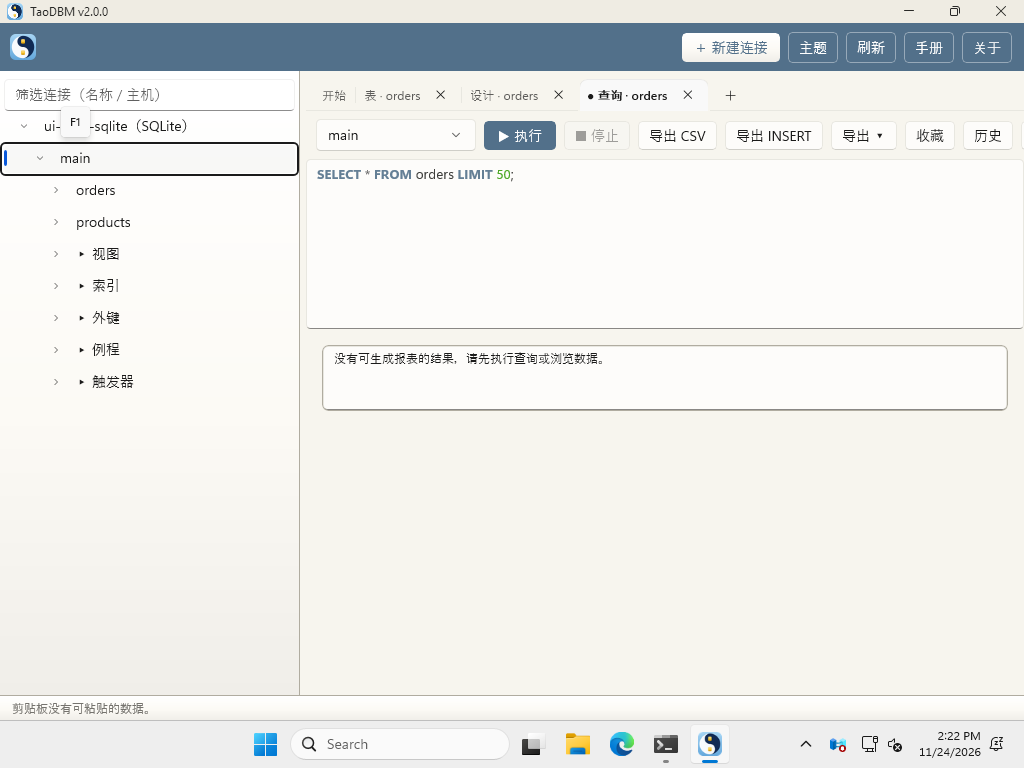 TaoDBM v2.0.0
+ 新建连接 主题 刷新 手册 关于
筛选连接（名称 / 主机）
开始 表 · orders 设计 · orders ● 查询 · orders
F1
-sqlite（SQLite）
main 执行 停止 导出 CSV 导出 INSERT 导出 ▼ 收藏 历史
main
SELECT * FROM orders LIMIT 50;
orders
products
▸ 视图
▸ 索引
▸ 外键
▸ 例程
▸ 触发器
没有可生成报表的结果，请先执行查询或浏览数据。
剪贴板没有可粘贴的数据。
Search
2:22 PM
11/24/2026